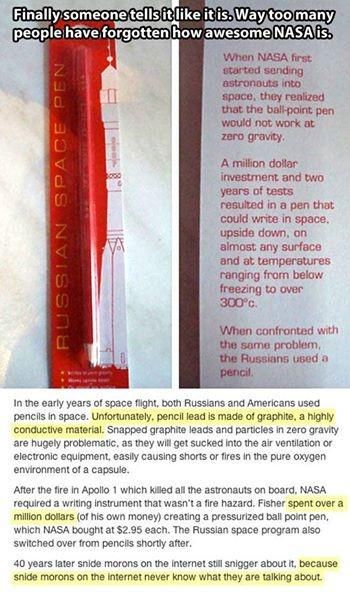 Finally someone tells it like it is. Way too many
people have forgotten how awesome NASA is.
RUSSIAN SPACE PEN
When NASA first
started sending
astronauts into
space, they realized
that the ball-point pen
would not work at
zero gravity.
A million dollar
investment and two
years of tests
resulted in a pen that
could write in space,
upside down, on
almost any surface
and at temperatures
ranging from below
freezing to over
300°c.
When confronted with
the same problem,
the Russians used a
pencil.
In the early years of space flight, both Russians and Americans used
pencils in space. Unfortunately, pencil lead is made of graphite, a highly
conductive material. Snapped graphite leads and particles in zero gravity
are hugely problematic, as they will get sucked into the air ventilation or
electronic equipment, easily causing shorts or fires in the pure oxygen
environment of a capsule.
After the fire in Apollo 1 which killed all the astronauts on board, NASA
required a writing instrument that wasn't a fire hazard. Fisher spent over a
million dollars (of his own money) creating a pressurized ball point pen,
which NASA bought at $2.95 each. The Russian space program also
switched over from pencils shortly after.
40 years later snide morons on the internet still snigger about it, because
snide morons on the internet never know what they are talking about.